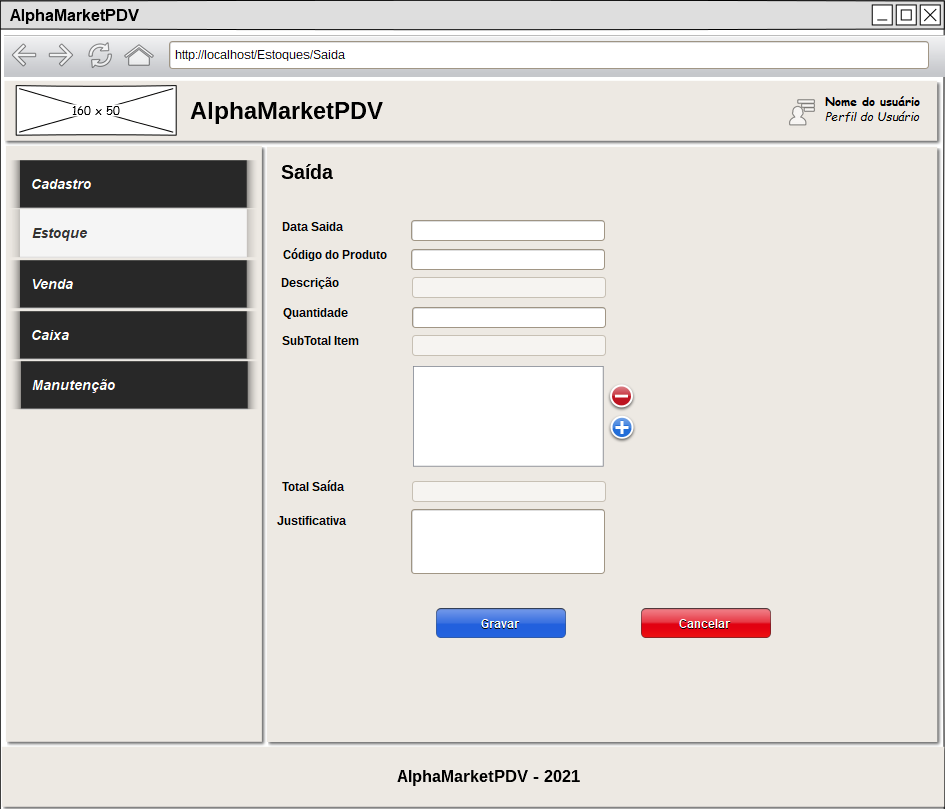 AlphaMarketPDV
http://localhost/Estoques/Saida
160 x 50
AlphaMarketPDV
Nome do usuário
Perfil do Usuário
Cadastro
Estoque
Venda
Caixa
Manutenção
Saída
Data Saida
Código do Produto
Descrição
Quantidade
SubTotal Item
Total Saída
Justificativa
Gravar
Cancelar
AlphaMarketPDV - 2021